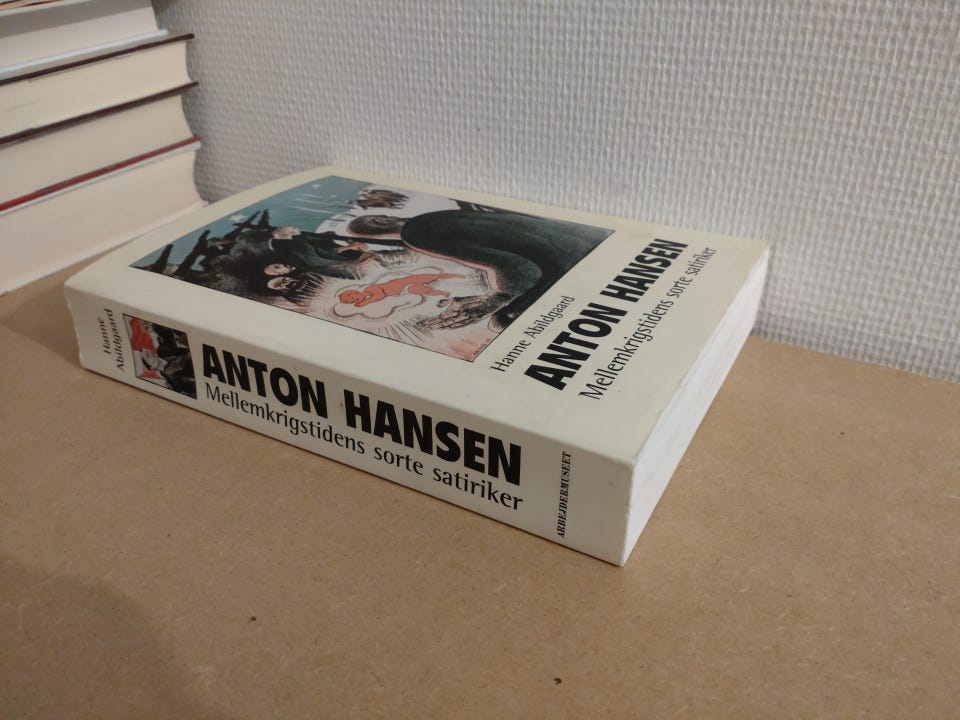 Hanne Abildgaard
ANTON HANSEN
Mellemkrigstidens sorte satiriker
Hanne
Abildgaard
ANTON HANSEN
Mellemkrigstidens sorte satiriker
ARBEJDERMUSEET